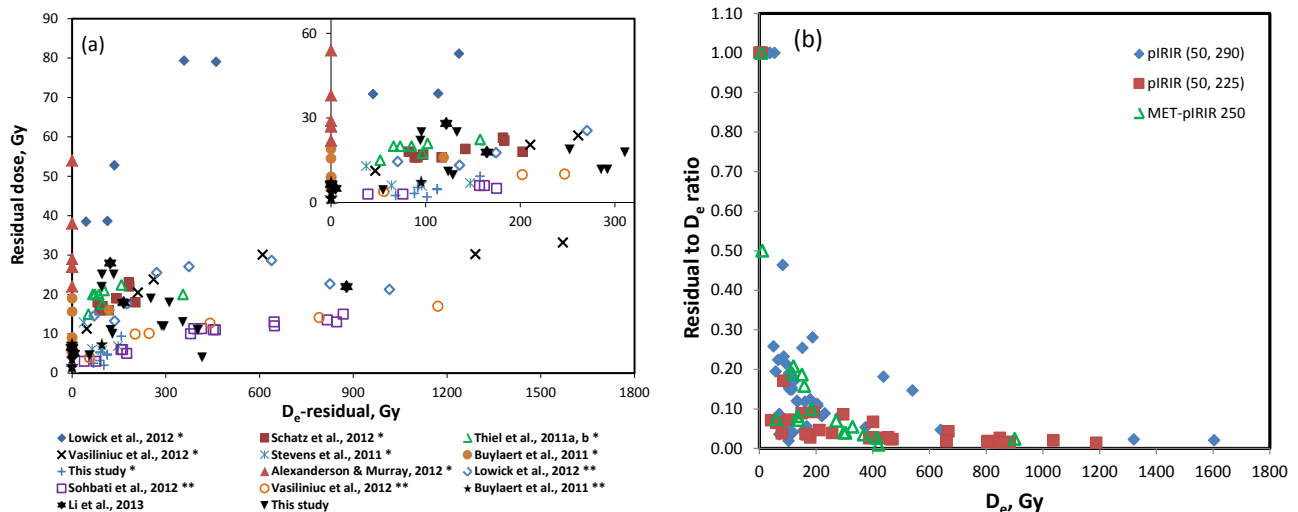 (a)
Residual dose, Gy
90
80
70
60
50
40
30
20
10
0
0 300 600 900 1200 1500 1800
60
30
0
0 100 200 300
De-residual, Gy
Lowick et al., 2012 * Schatz et al., 2012 * Thiel et al., 2011a, b *
Vasiliniuc et al., 2012 * Stevens et al., 2011 * Buylaert et al., 2011 *
This study * Alexanderson & Murray, 2012 * Lowick et al., 2012 **
Sohbati et al., 2012 ** Vasiliniuc et al., 2012 ** Buylaert et al., 2011 **
Li et al., 2013 This study
(b)
Residual to De ratio
1.00
0.90
0.80
0.70
0.60
0.50
0.40
0.30
0.20
0.10
0.00
0 200 400 600 800 1000 1200 1400 1600 1800
De, Gy
pIRIR (50, 290)
pIRIR (50, 225)
MET-pIRIR 250